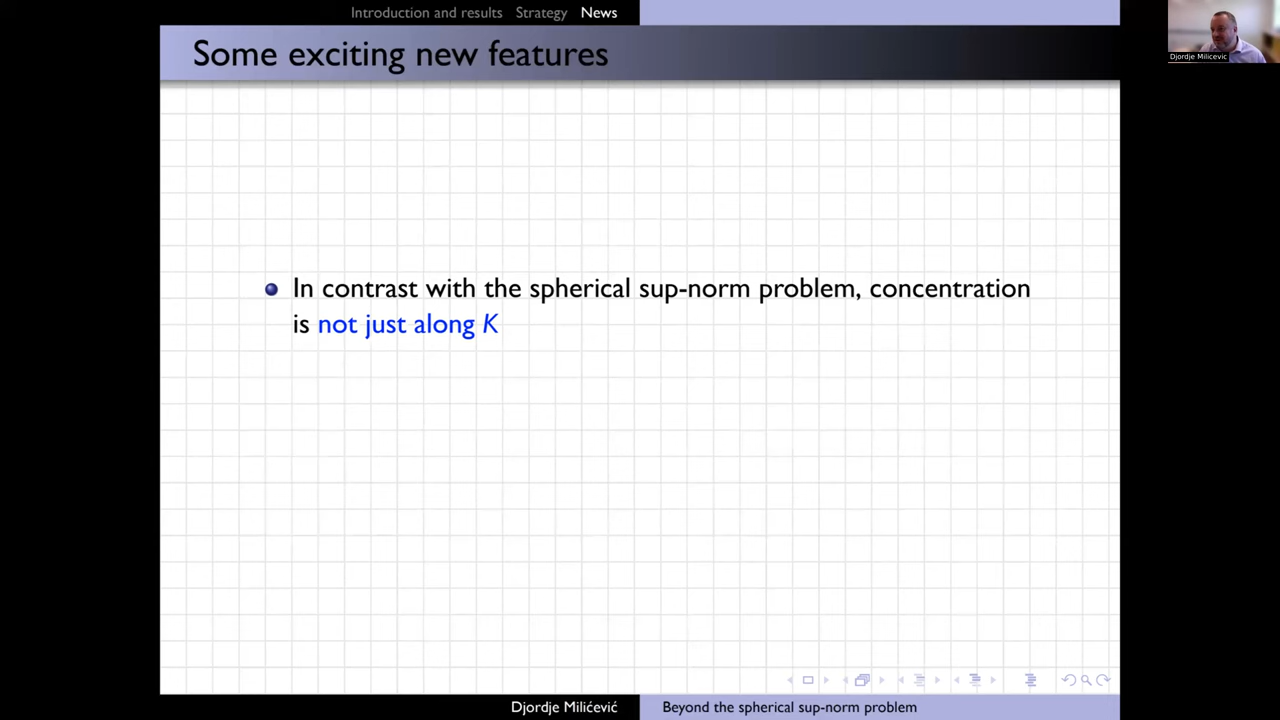 Introduction and results Strategy News
Some exciting new features
Djordje Milicevic
In contrast with the spherical sup-norm problem, concentration
is not just along K
Djordje Milićević Beyond the spherical sup-norm problem